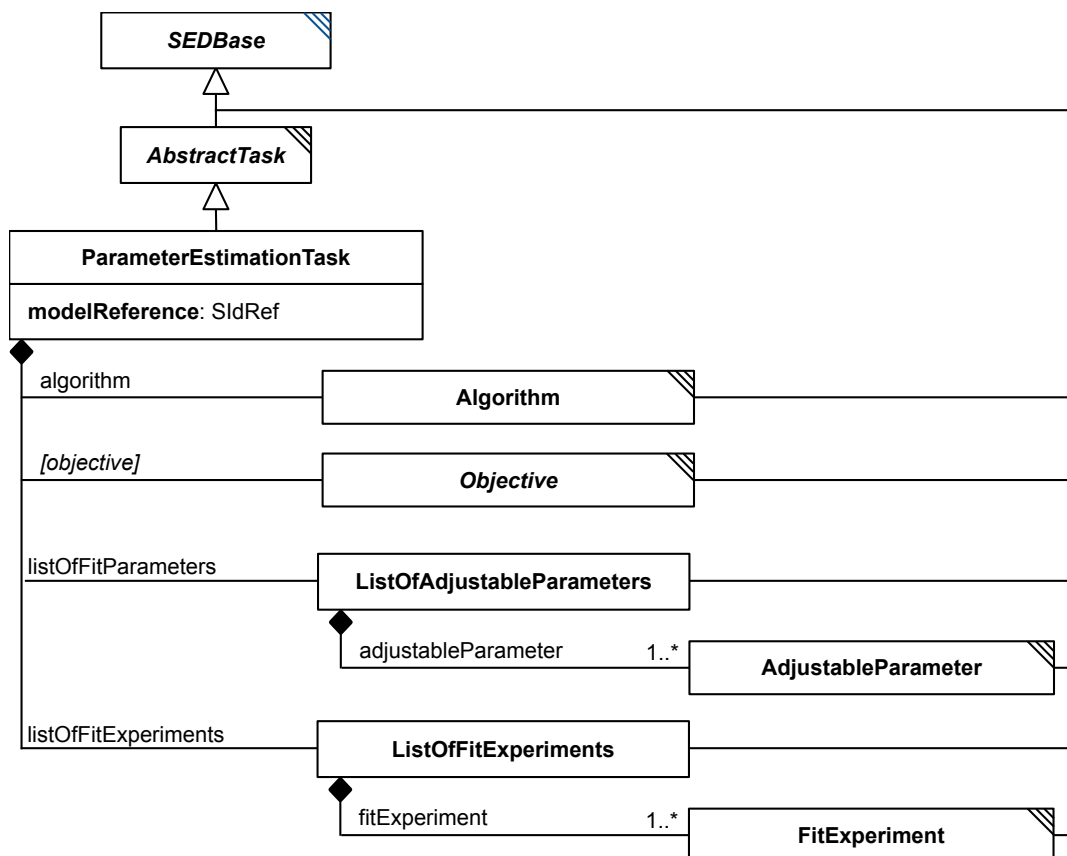 SEDBase
AbstractTask
ParameterEstimationTask
modelReference: SIdRef
algorithm
Algorithm
[objective]
Objective
listOfFitParameters
ListOfAdjustableParameters
adjustableParameter 1..*
AdjustableParameter
listOfFitExperiments
ListOfFitExperiments
fitExperiment 1..*
FitExperiment